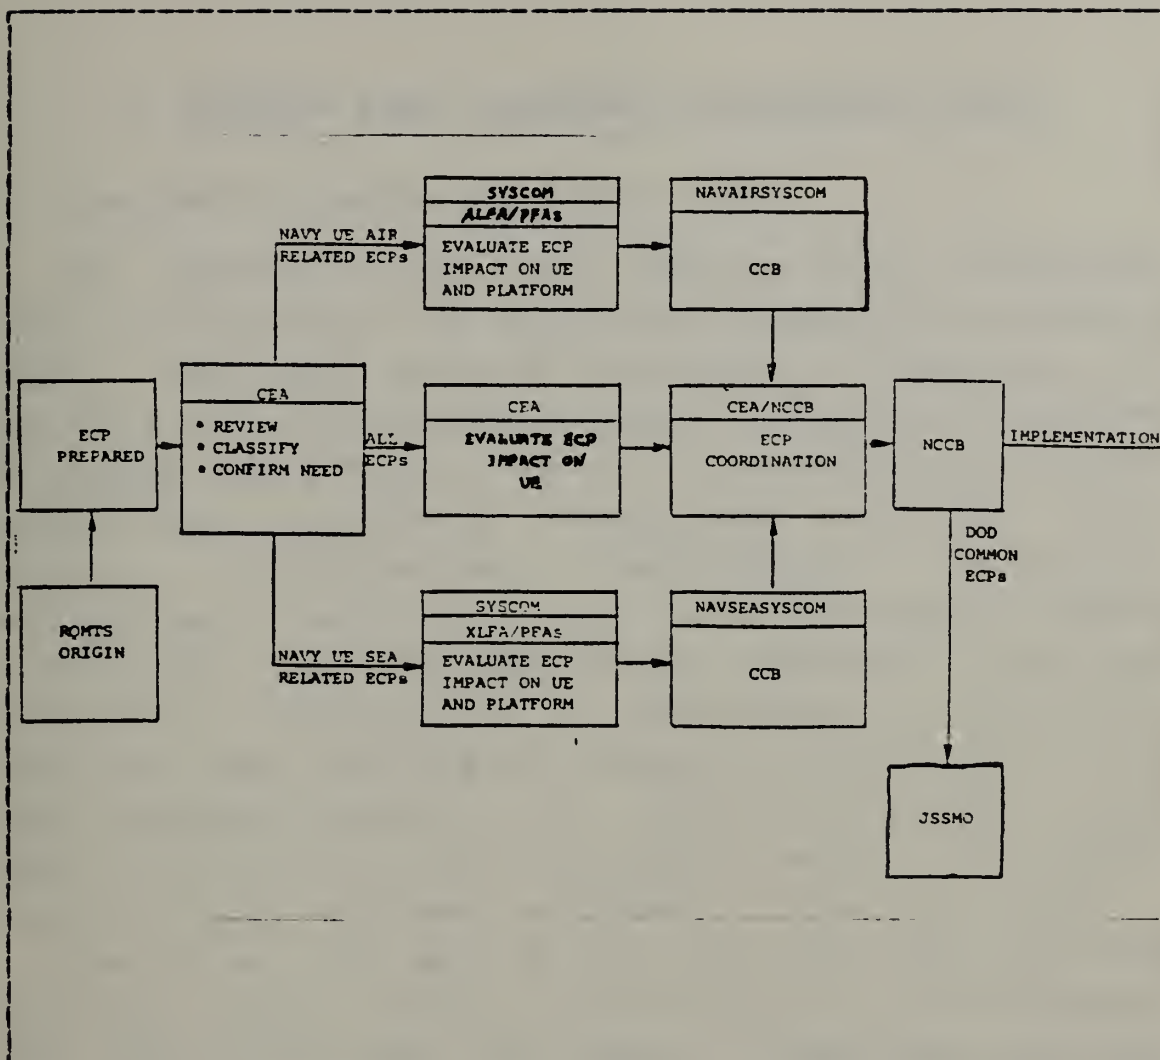 SYSCOM
ALFA/PFAs
EVALUATE ECP
IMPACT ON UE
AND PLATFORM
NAVAIRSYSCOM
CCB
NAVY UE AIR
RELATED ECPs
ECP
PREPARED
CEA
• REVIEW
• CLASSIFY
• CONFIRM NEED
ALL
ECPs
CEA
EVALUATE ECP
IMPACT ON
UE
CEA/NCCB
ECP
COORDINATION
NCCB
IMPLEMENTATION
DOD
COMMON
ECPs
RQMTS
ORIGIN
NAVY UE SEA
RELATED ECPs
SYSCOM
XLFA/PFAs
EVALUATE ECP
IMPACT ON UE
AND PLATFORM
NAVSEASYSCOM
CCB
JSSMO